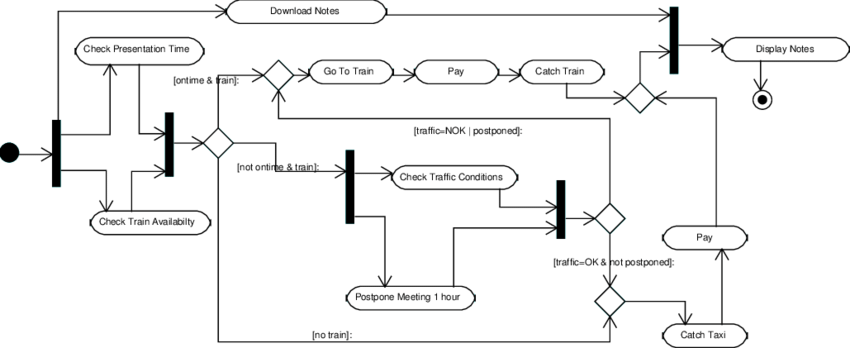 Download Notes
Check Presentation Time
Display Notes
[ontime & train]:
Go To Train
Pay
Catch Train
[traffic=NOK | postponed]:
[not ontime & train]:
Check Traffic Conditions
Check Train Availabilty
Pay
[traffic=OK & not postponed]:
Postpone Meeting 1 hour
[no train]:
Catch Taxi